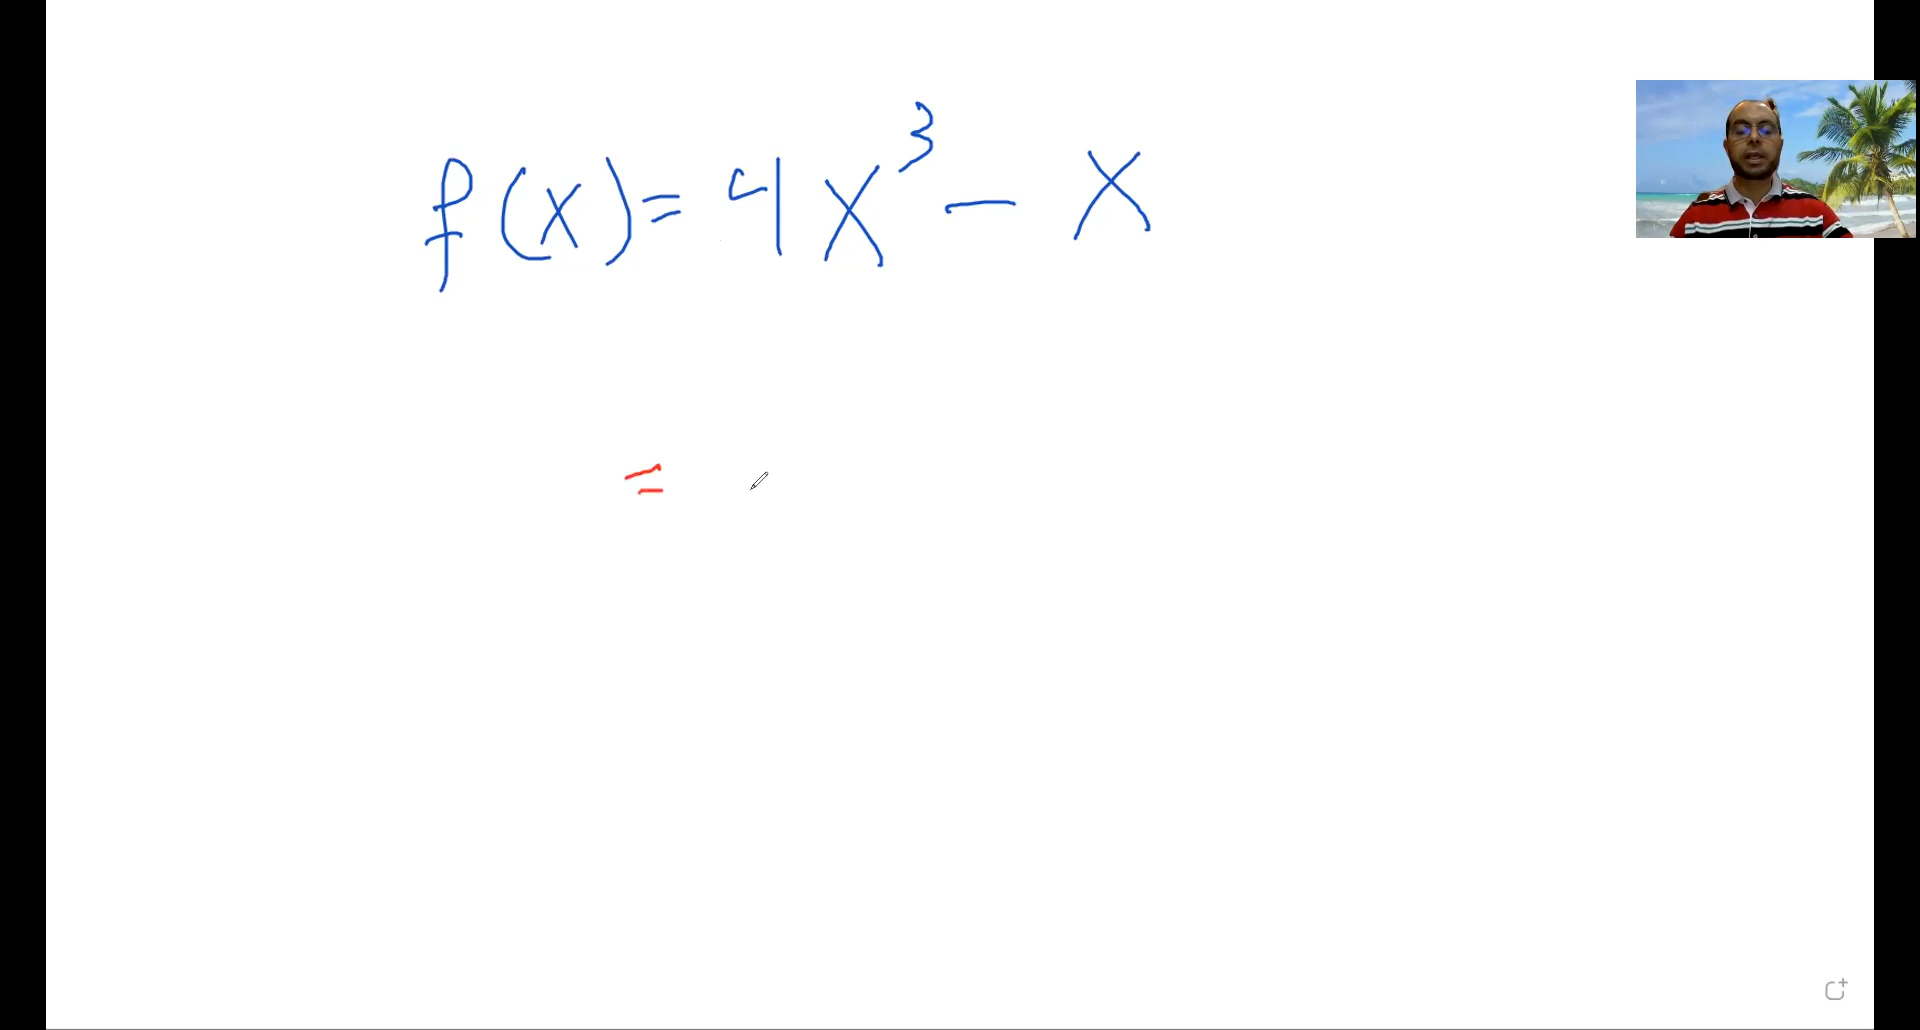 f(x) = 4x³ - x
=